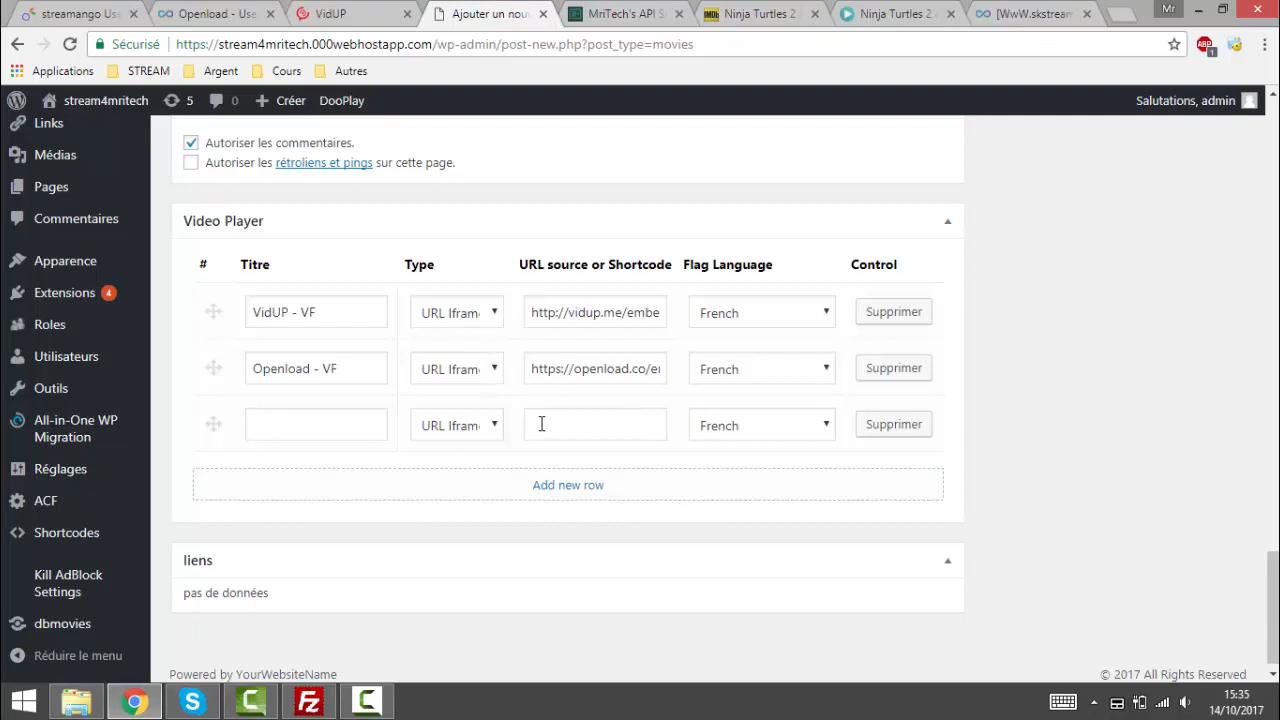 streamango Us
Openload - Use
VidUP
Ajouter un nou
MriTech's API S
Ninja Turtles 2
Ninja Turtles 2
[WwW.skstream
Mr
Sécurisé
https://stream4mritech.000webhostapp.com/wp-admin/post-new.php?post_type=movies
ABP
1
Applications
STREAM
Argent
Cours
Autres
stream4mritech
5
0
Créer
DooPlay
Salutations, admin
Links
Médias
Pages
Commentaires
Apparence
Extensions 4
Roles
Utilisateurs
Outils
All-in-One WP
Migration
Réglages
ACF
Shortcodes
Kill AdBlock
Settings
dbmovies
Réduire le menu
Autoriser les commentaires.
Autoriser les rétroliens et pings sur cette page.
Video Player
# Titre Type URL source or Shortcode Flag Language Control
VidUP - VF URL Ifram http://vidup.me/embe French Supprimer
Openload - VF URL Ifram https://openload.co/e French Supprimer
URL Ifram French Supprimer
Add new row
liens
pas de données
Powered by YourWebsiteName
© 2017 All Rights Reserved
15:35
14/10/2017